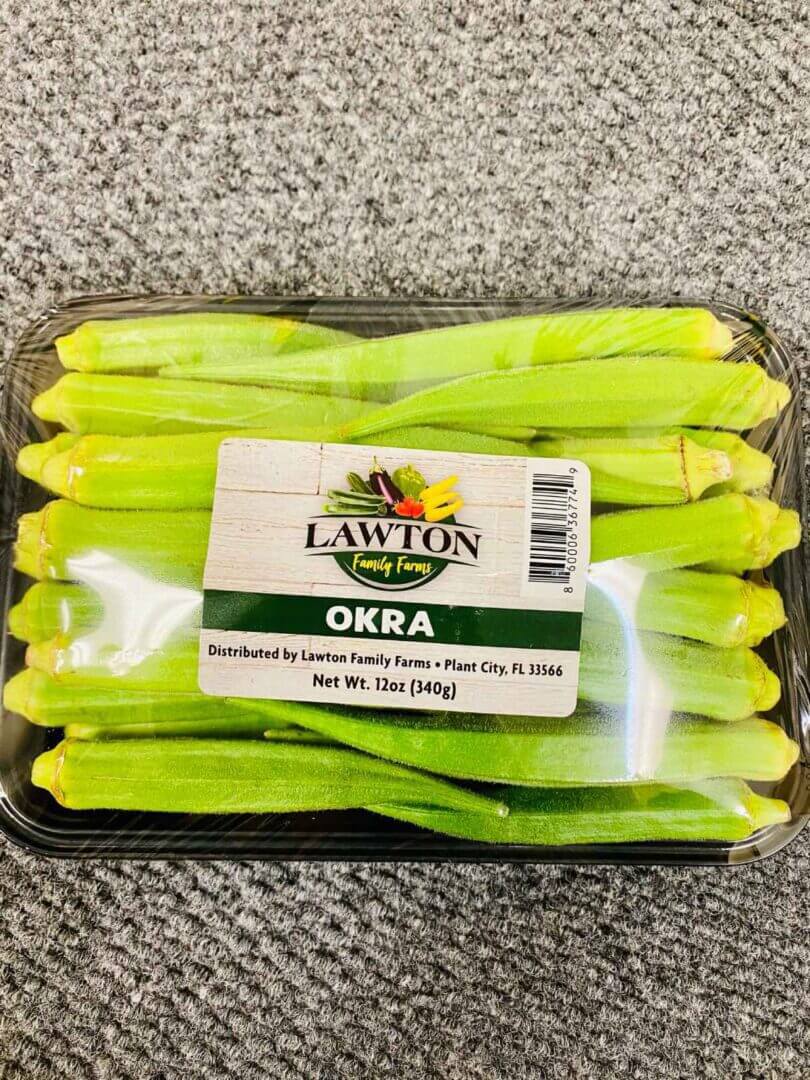 LAWTON
Family Farms
OKRA
Distributed by Lawton Family Farms • Plant City, FL 33566
Net Wt. 12oz (340g)
8 60006 36774 9